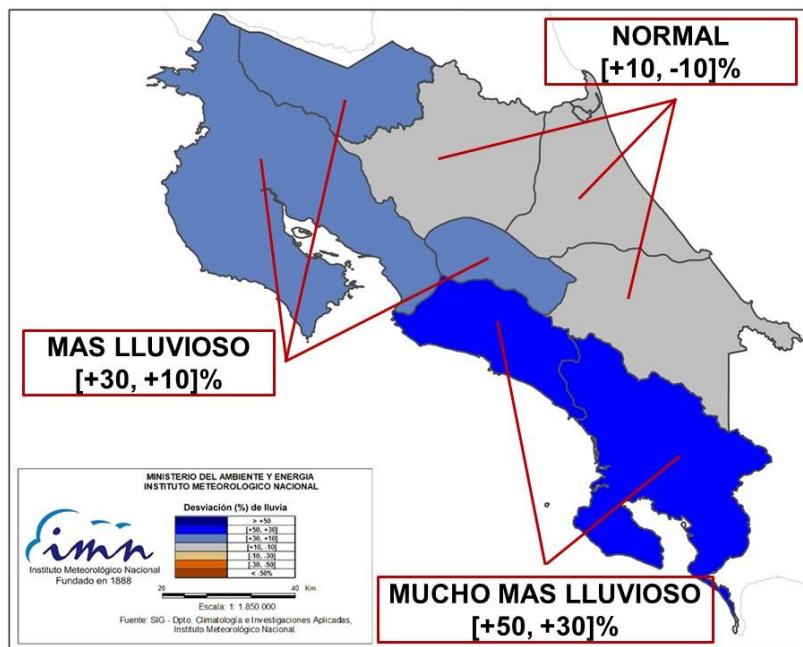 NORMAL
[+10, -10]%
MAS LLUVIOSO
[+30, +10]%
MUCHO MAS LLUVIOSO
[+50, +30]%
MINISTERIO DEL AMBIENTE Y ENERGIA
INSTITUTO METEOROLOGICO NACIONAL
Desviación (%) de lluvia
> +50
[+50, +30]
[+30, +10]
[+10, -10]
[-10, -30]
[-30, -50]
< -50%
imn
Instituto Meteorológico Nacional
Fundado en 1888
20 40 Km.
Escala: 1: 1.850.000
Fuente: SIG - Dpto. Climatología e Investigaciones Aplicadas,
Instituto Meteorológico Nacional.